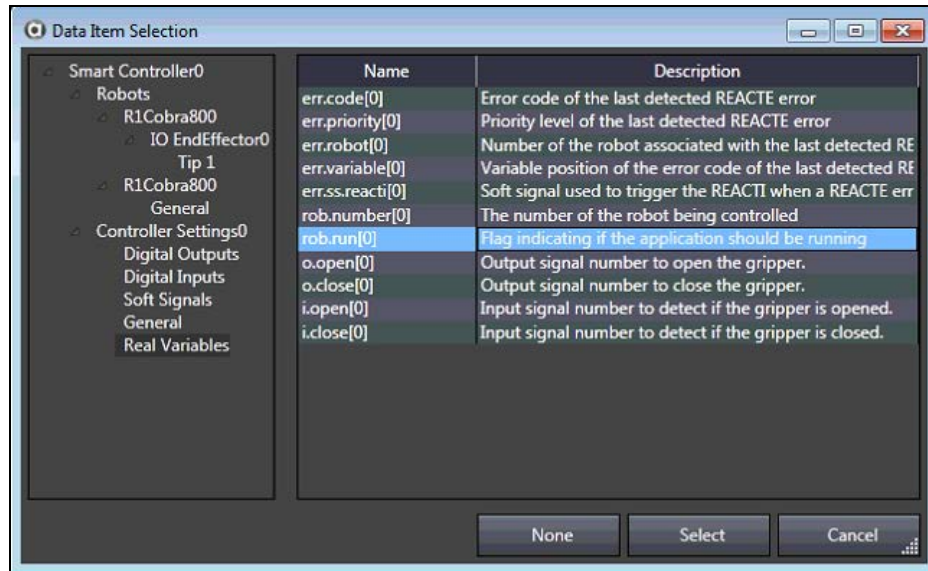 Data Item Selection
Smart Controller0
Robots
R1Cobra800
IO EndEffector0
Tip 1
R1Cobra800
General
Controller Settings0
Digital Outputs
Digital Inputs
Soft Signals
General
Real Variables
Name Description
err.code[0] Error code of the last detected REACTE error
err.priority[0] Priority level of the last detected REACTE error
err.robot[0] Number of the robot associated with the last detected RE
err.variable[0] Variable position of the error code of the last detected RE
err.ss.reacti[0] Soft signal used to trigger the REACTI when a REACTE err
rob.number[0] The number of the robot being controlled
rob.run[0] Flag indicating if the application should be running
o.open[0] Output signal number to open the gripper.
o.close[0] Output signal number to close the gripper.
i.open[0] Input signal number to detect if the gripper is opened.
i.close[0] Input signal number to detect if the gripper is closed.
None Select Cancel